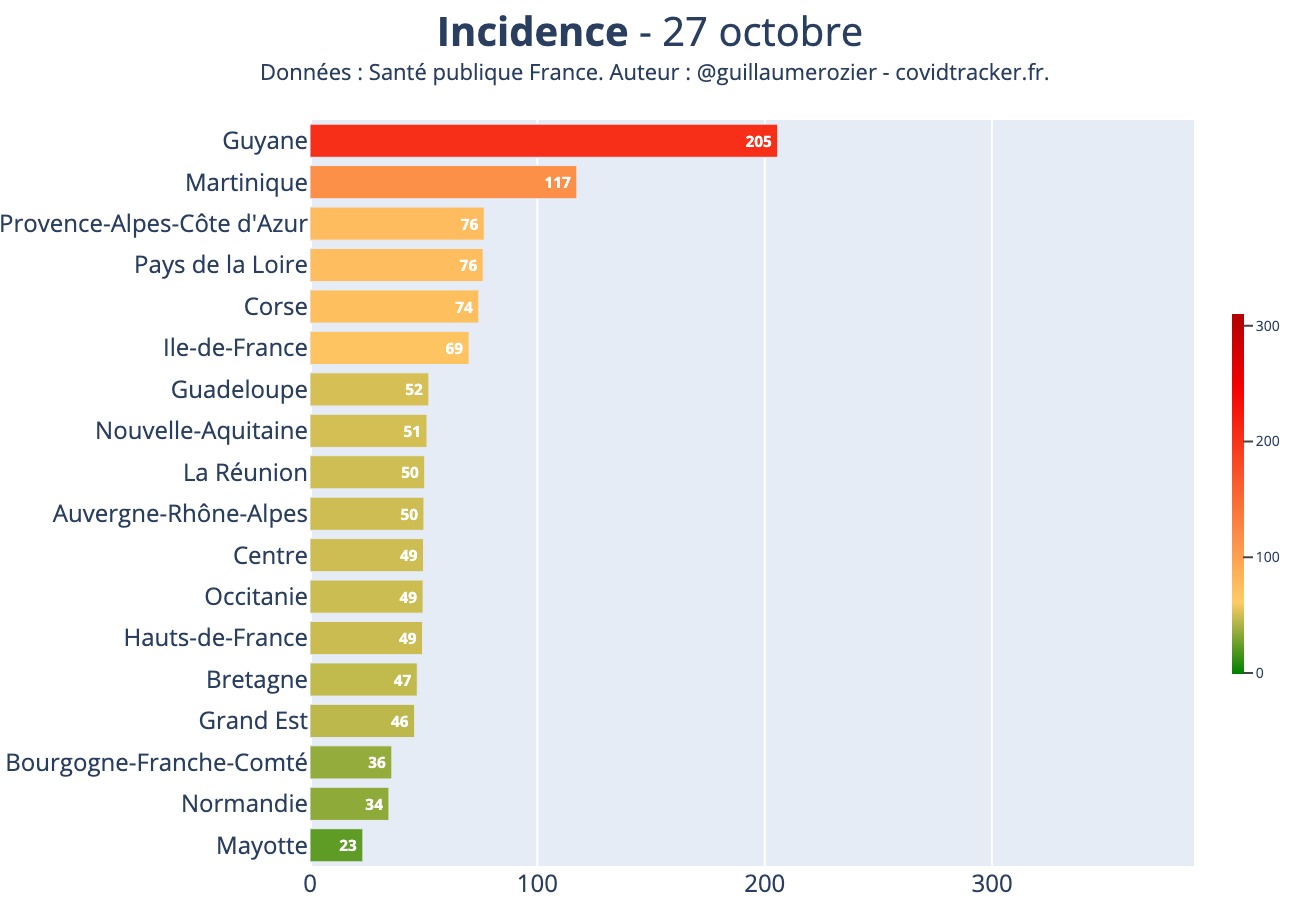 Incidence - 27 octobre
Données : Santé publique France. Auteur : @guillaumerozier - covidtracker.fr.
Guyane 205
Martinique 117
Provence-Alpes-Côte d'Azur 76
Pays de la Loire 76
Corse 74
Ile-de-France 69
Guadeloupe 52
Nouvelle-Aquitaine 51
La Réunion 50
Auvergne-Rhône-Alpes 50
Centre 49
Occitanie 49
Hauts-de-France 49
Bretagne 47
Grand Est 46
Bourgogne-Franche-Comté 36
Normandie 34
Mayotte 23
0 100 200 300
300
200
100
0